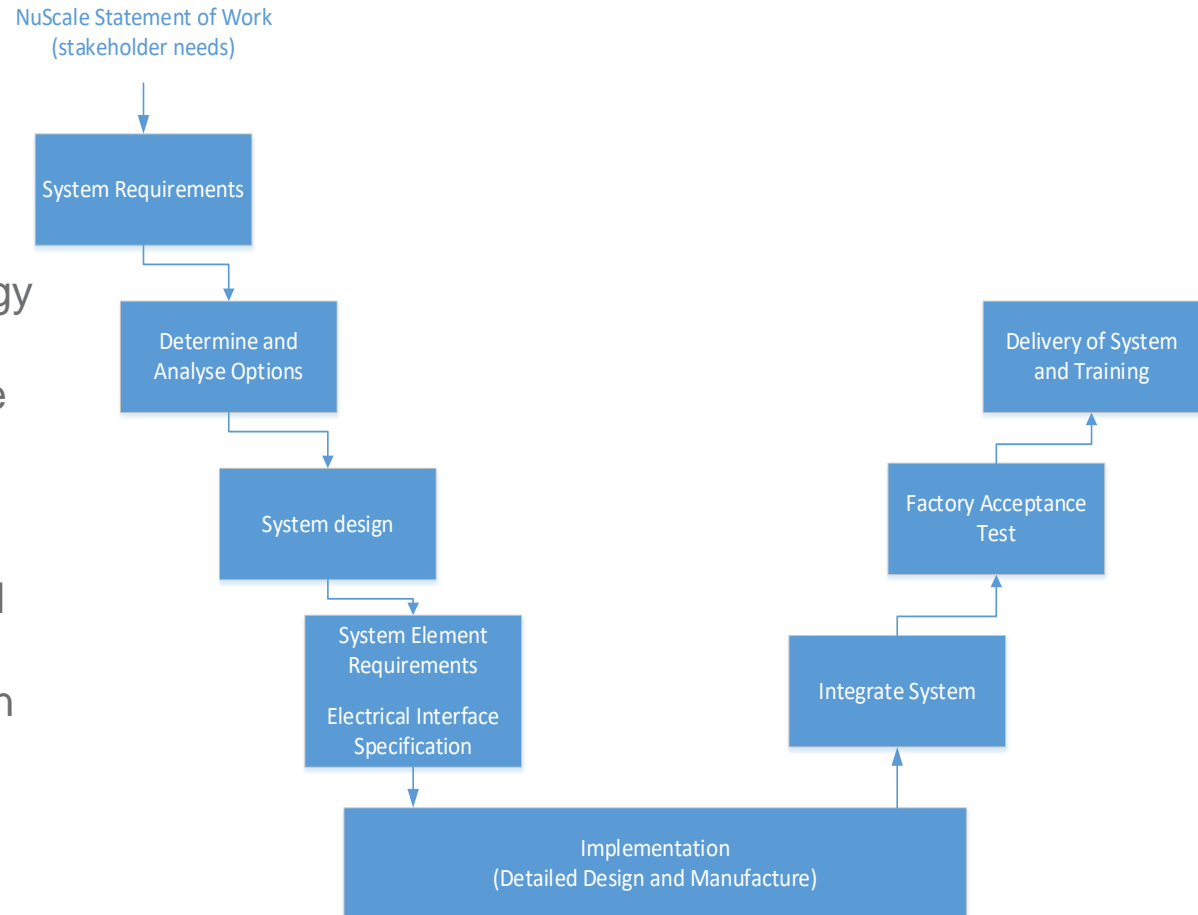 NuScale Statement of Work
(stakeholder needs)
System Requirements
gy
Determine and
Analyse Options
e
System design
System Element
Requirements
Electrical Interface
Specification
Implementation
(Detailed Design and Manufacture)
Integrate System
Factory Acceptance
Test
Delivery of System
and Training